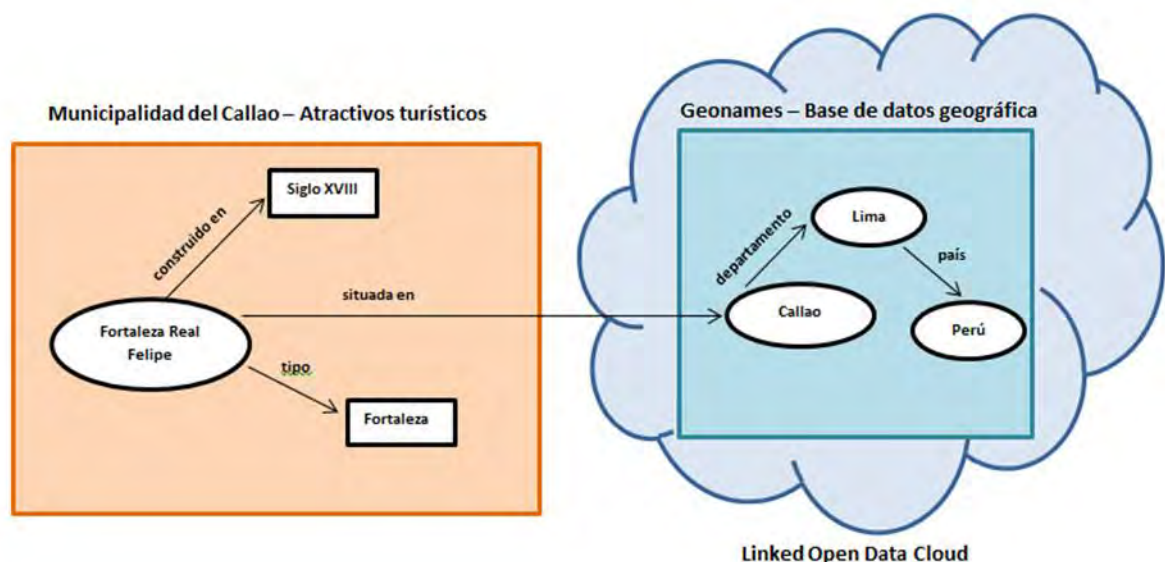 Municipalidad del Callao – Atractivos turísticos
Siglo XVIII
construido en
situada en
Fortaleza Real
Felipe
tipo
Fortaleza
Geonames – Base de datos geográfica
Lima
departamento
país
Callao
Perú
Linked Open Data Cloud